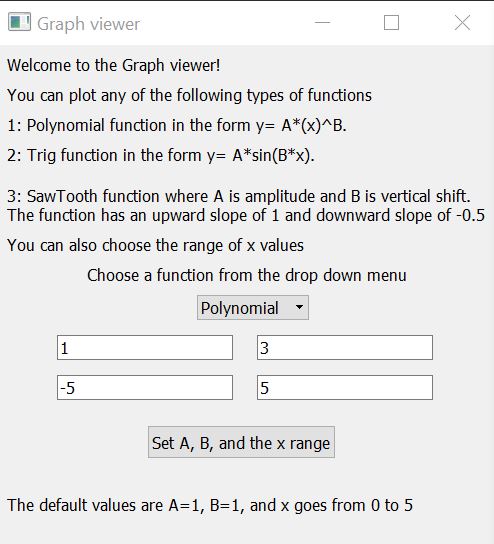 Graph viewer
Welcome to the Graph viewer!
You can plot any of the following types of functions
1: Polynomial function in the form y= A*(x)^B.
2: Trig function in the form y= A*sin(B*x).
3: SawTooth function where A is amplitude and B is vertical shift.
The function has an upward slope of 1 and downward slope of -0.5
You can also choose the range of x values
Choose a function from the drop down menu
Polynomial
1 3
-5 5
Set A, B, and the x range
The default values are A=1, B=1, and x goes from 0 to 5